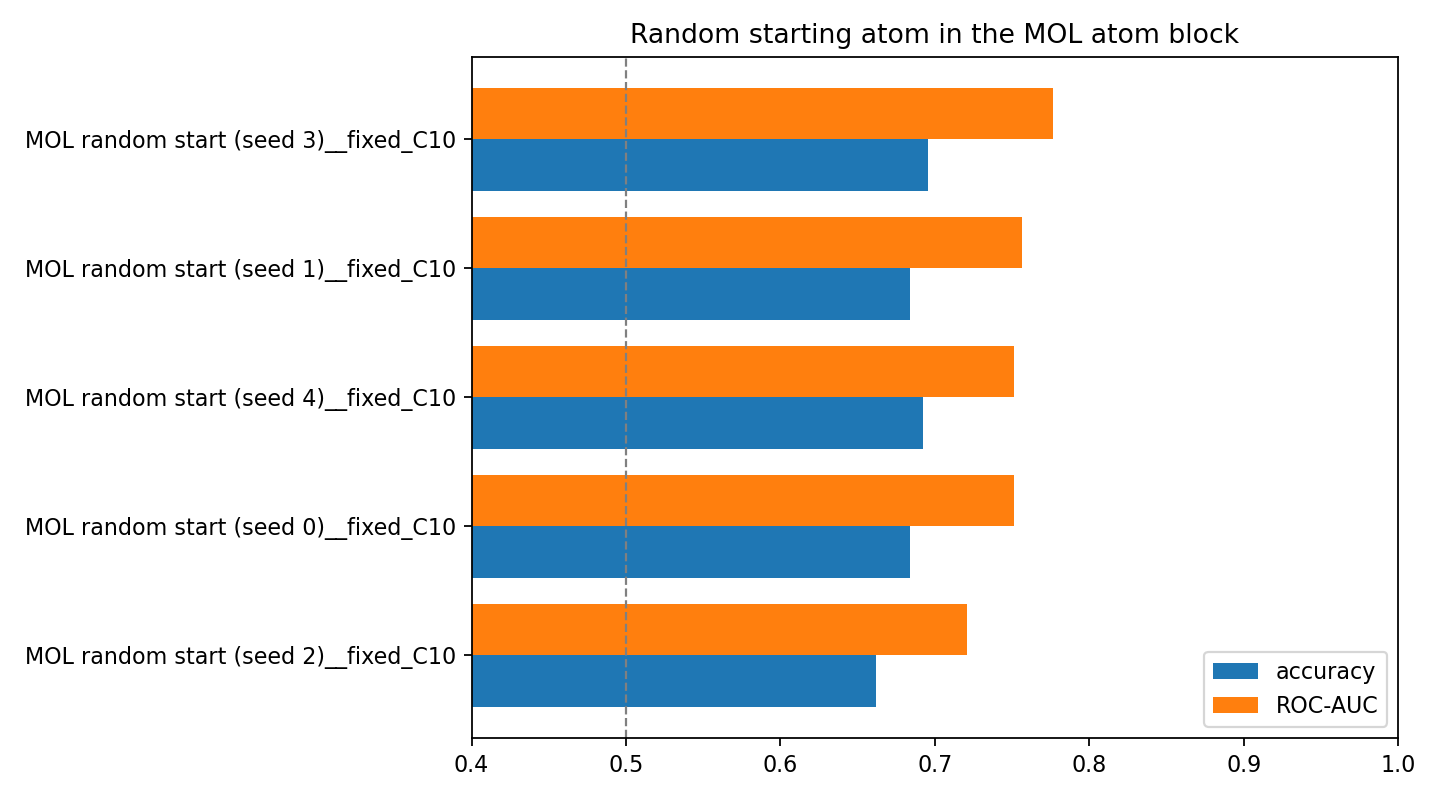 Random starting atom in the MOL atom block
MOL random start (seed 3)__fixed_C10
MOL random start (seed 1)__fixed_C10
MOL random start (seed 4)__fixed_C10
MOL random start (seed 0)__fixed_C10
MOL random start (seed 2)__fixed_C10
accuracy
ROC-AUC
0.4 0.5 0.6 0.7 0.8 0.9 1.0